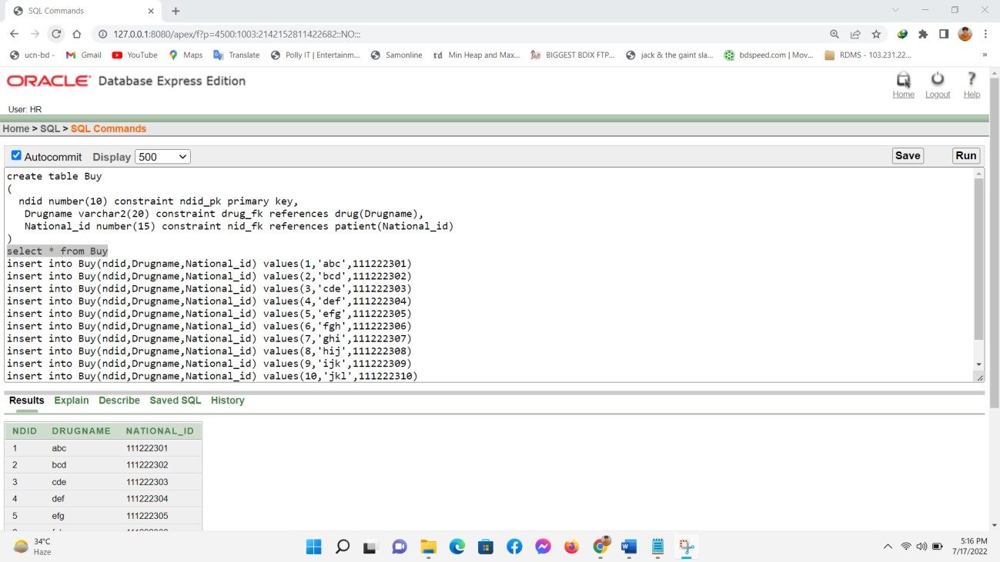 SQL Commands
127.0.0.1:8080/apex/f?p=4500:1003:2142152811422682::NO:::
ucn-bd - Gmail YouTube Maps Translate Polly IT | Entertainm... Samonline Min Heap and Max... BIGGEST BDIX FTP... jack & the gaint sla... bdspeed.com | Mov... RDMS - 103.231.22... »
ORACLE Database Express Edition
Home Logout Help
User: HR
Home > SQL > SQL Commands
Autocommit Display 500 Save Run
create table Buy
(
ndid number(10) constraint ndid_pk primary key,
Drugname varchar2(20) constraint drug_fk references drug(Drugname),
National_id number(15) constraint nid_fk references patient(National_id)
)
select * from Buy
insert into Buy(ndid,Drugname,National_id) values(1,'abc',111222301)
insert into Buy(ndid,Drugname,National_id) values(2,'bcd',111222302)
insert into Buy(ndid,Drugname,National_id) values(3,'cde',111222303)
insert into Buy(ndid,Drugname,National_id) values(4,'def',111222304)
insert into Buy(ndid,Drugname,National_id) values(5,'efg',111222305)
insert into Buy(ndid,Drugname,National_id) values(6,'fgh',111222306)
insert into Buy(ndid,Drugname,National_id) values(7,'ghi',111222307)
insert into Buy(ndid,Drugname,National_id) values(8,'hij',111222308)
insert into Buy(ndid,Drugname,National_id) values(9,'ijk',111222309)
insert into Buy(ndid,Drugname,National_id) values(10,'jkl',111222310)
Results Explain Describe Saved SQL History
NDID DRUGNAME NATIONAL_ID
1 abc 111222301
2 bcd 111222302
3 cde 111222303
4 def 111222304
5 efg 111222305
34°C
Haze
5:16 PM
7/17/2022